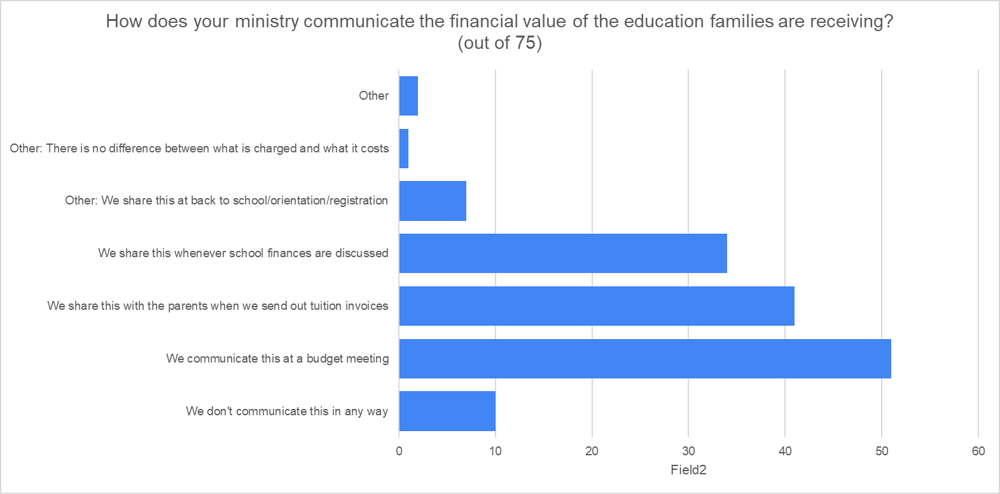 How does your ministry communicate the financial value of the education families are receiving?
(out of 75)
Other
Other: There is no difference between what is charged and what it costs
Other: We share this at back to school/orientation/registration
We share this whenever school finances are discussed
We share this with the parents when we send out tuition invoices
We communicate this at a budget meeting
We don't communicate this in any way
0 10 20 30 40 50 60
Field2